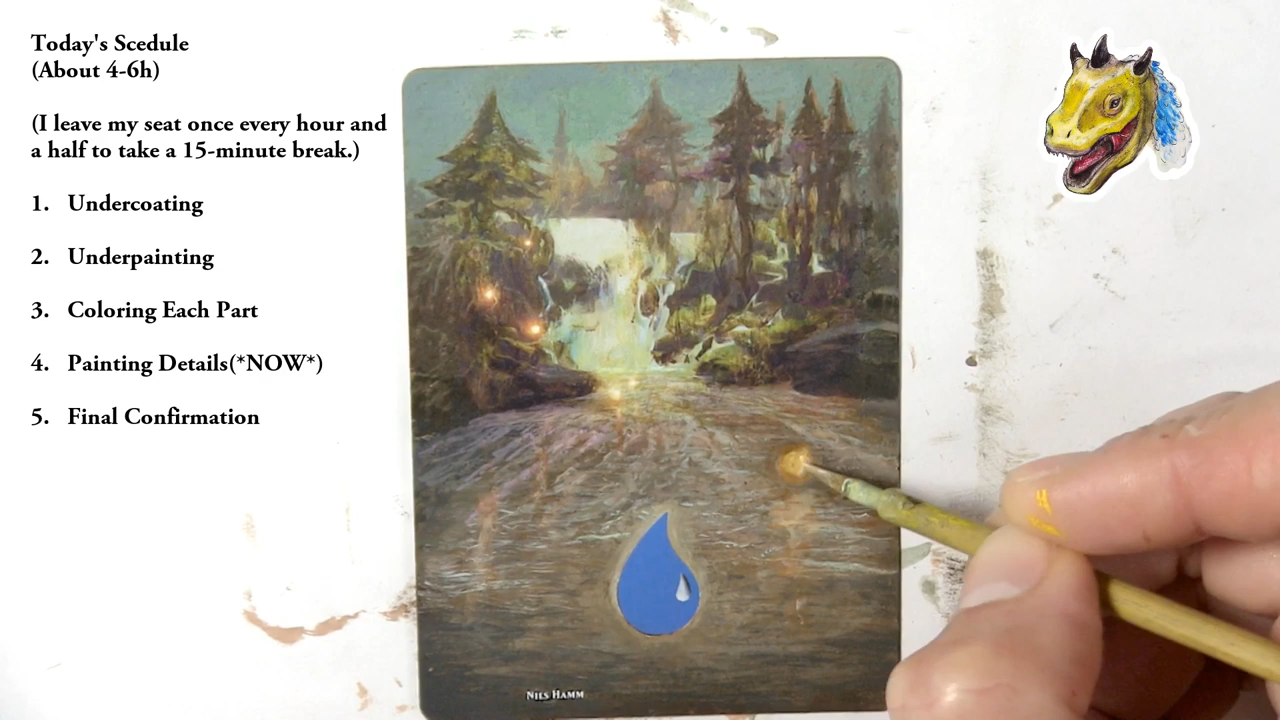 Today's Scedule
(About 4-6h)
(I leave my seat once every hour and
a half to take a 15-minute break.)
1. Undercoating
2. Underpainting
3. Coloring Each Part
4. Painting Details(*NOW*)
5. Final Confirmation
Nils Hamm